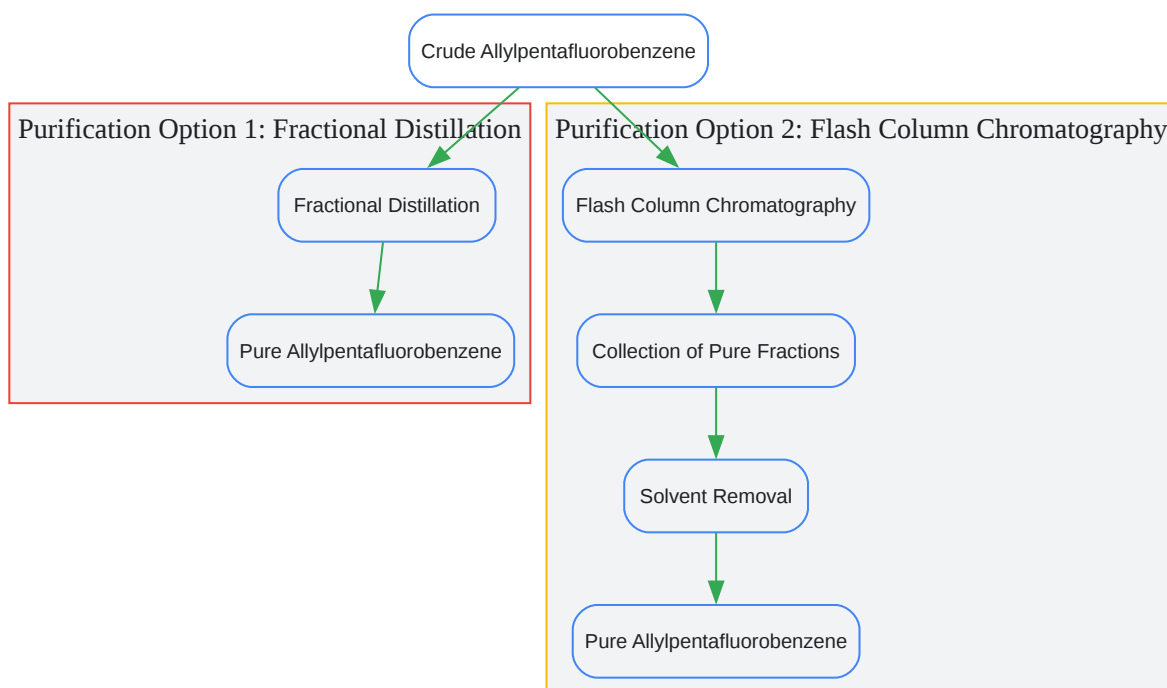 Crude Allylpentafluorobenzene
Purification Option 1: Fractional Distillation
Fractional Distillation
Pure Allylpentafluorobenzene
Purification Option 2: Flash Column Chromatography
Flash Column Chromatography
Collection of Pure Fractions
Solvent Removal
Pure Allylpentafluorobenzene